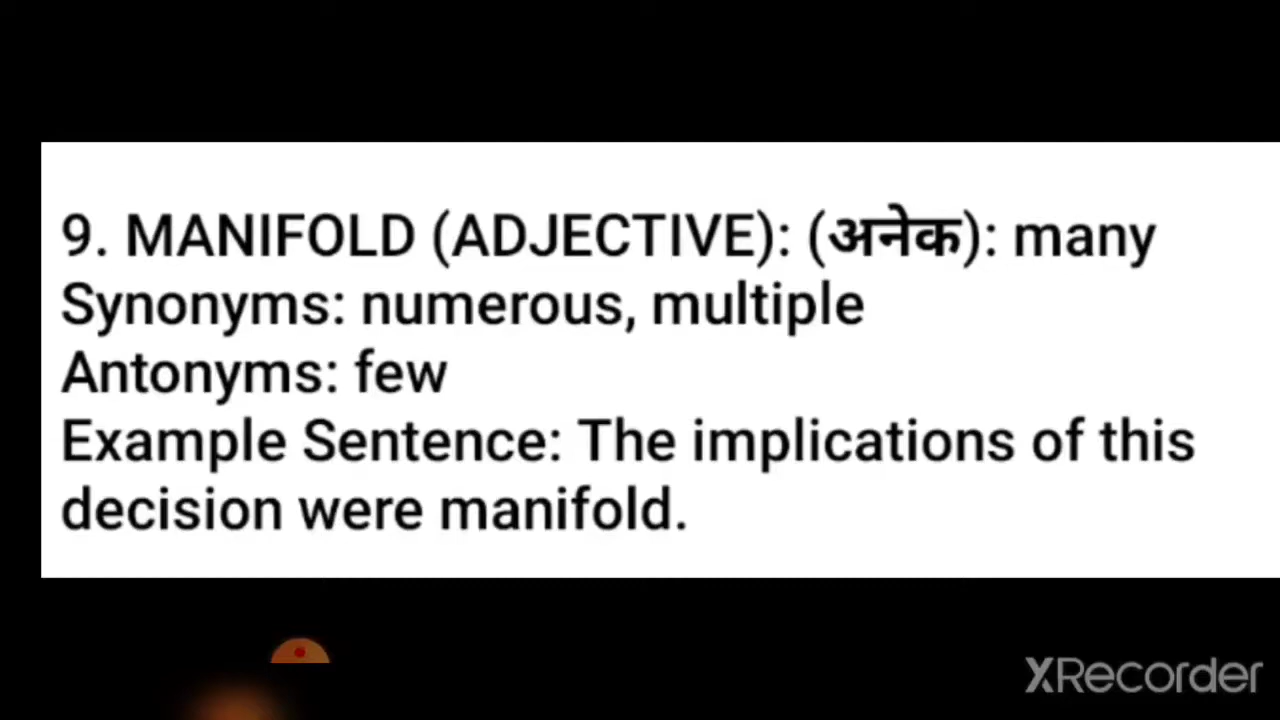 9. MANIFOLD (ADJECTIVE): (अनेक): many
Synonyms: numerous, multiple
Antonyms: few
Example Sentence: The implications of this
decision were manifold.
XRecorder